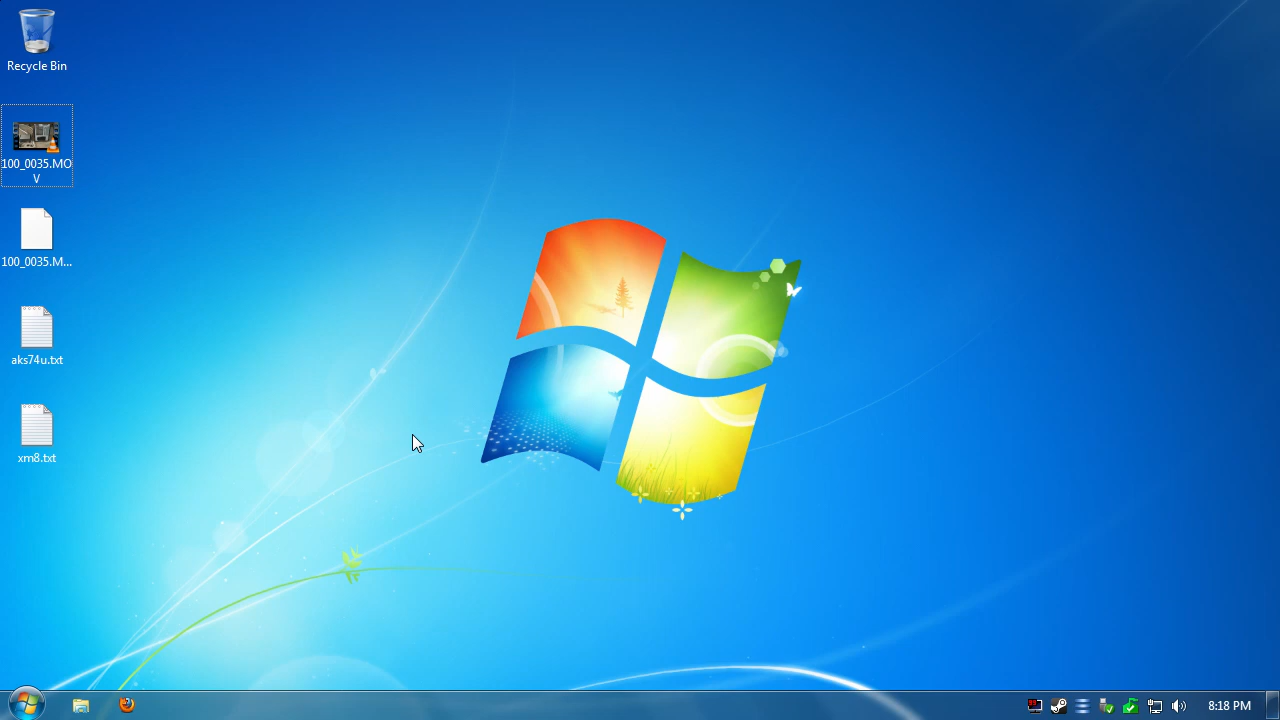 Recycle Bin
100_0035.MO
V
100_0035.M...
aks74u.txt
xm8.txt
8:18 PM